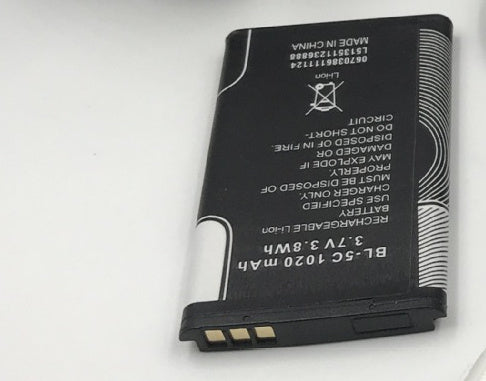 BL-5C 1020 mAh
3.7V 3.8Wh
RECHARGEABLE Li-ion
BATTERY
USE SPECIFIED
CHARGER ONLY.
MUST BE DISPOSED OF
PROPERLY.
MAY EXPLODE IF
DAMAGED OR
DISPOSED OF IN FIRE.
DO NOT SHORT-
CIRCUIT
Li-ion
0670386111124
L513511236888
MADE IN CHINA